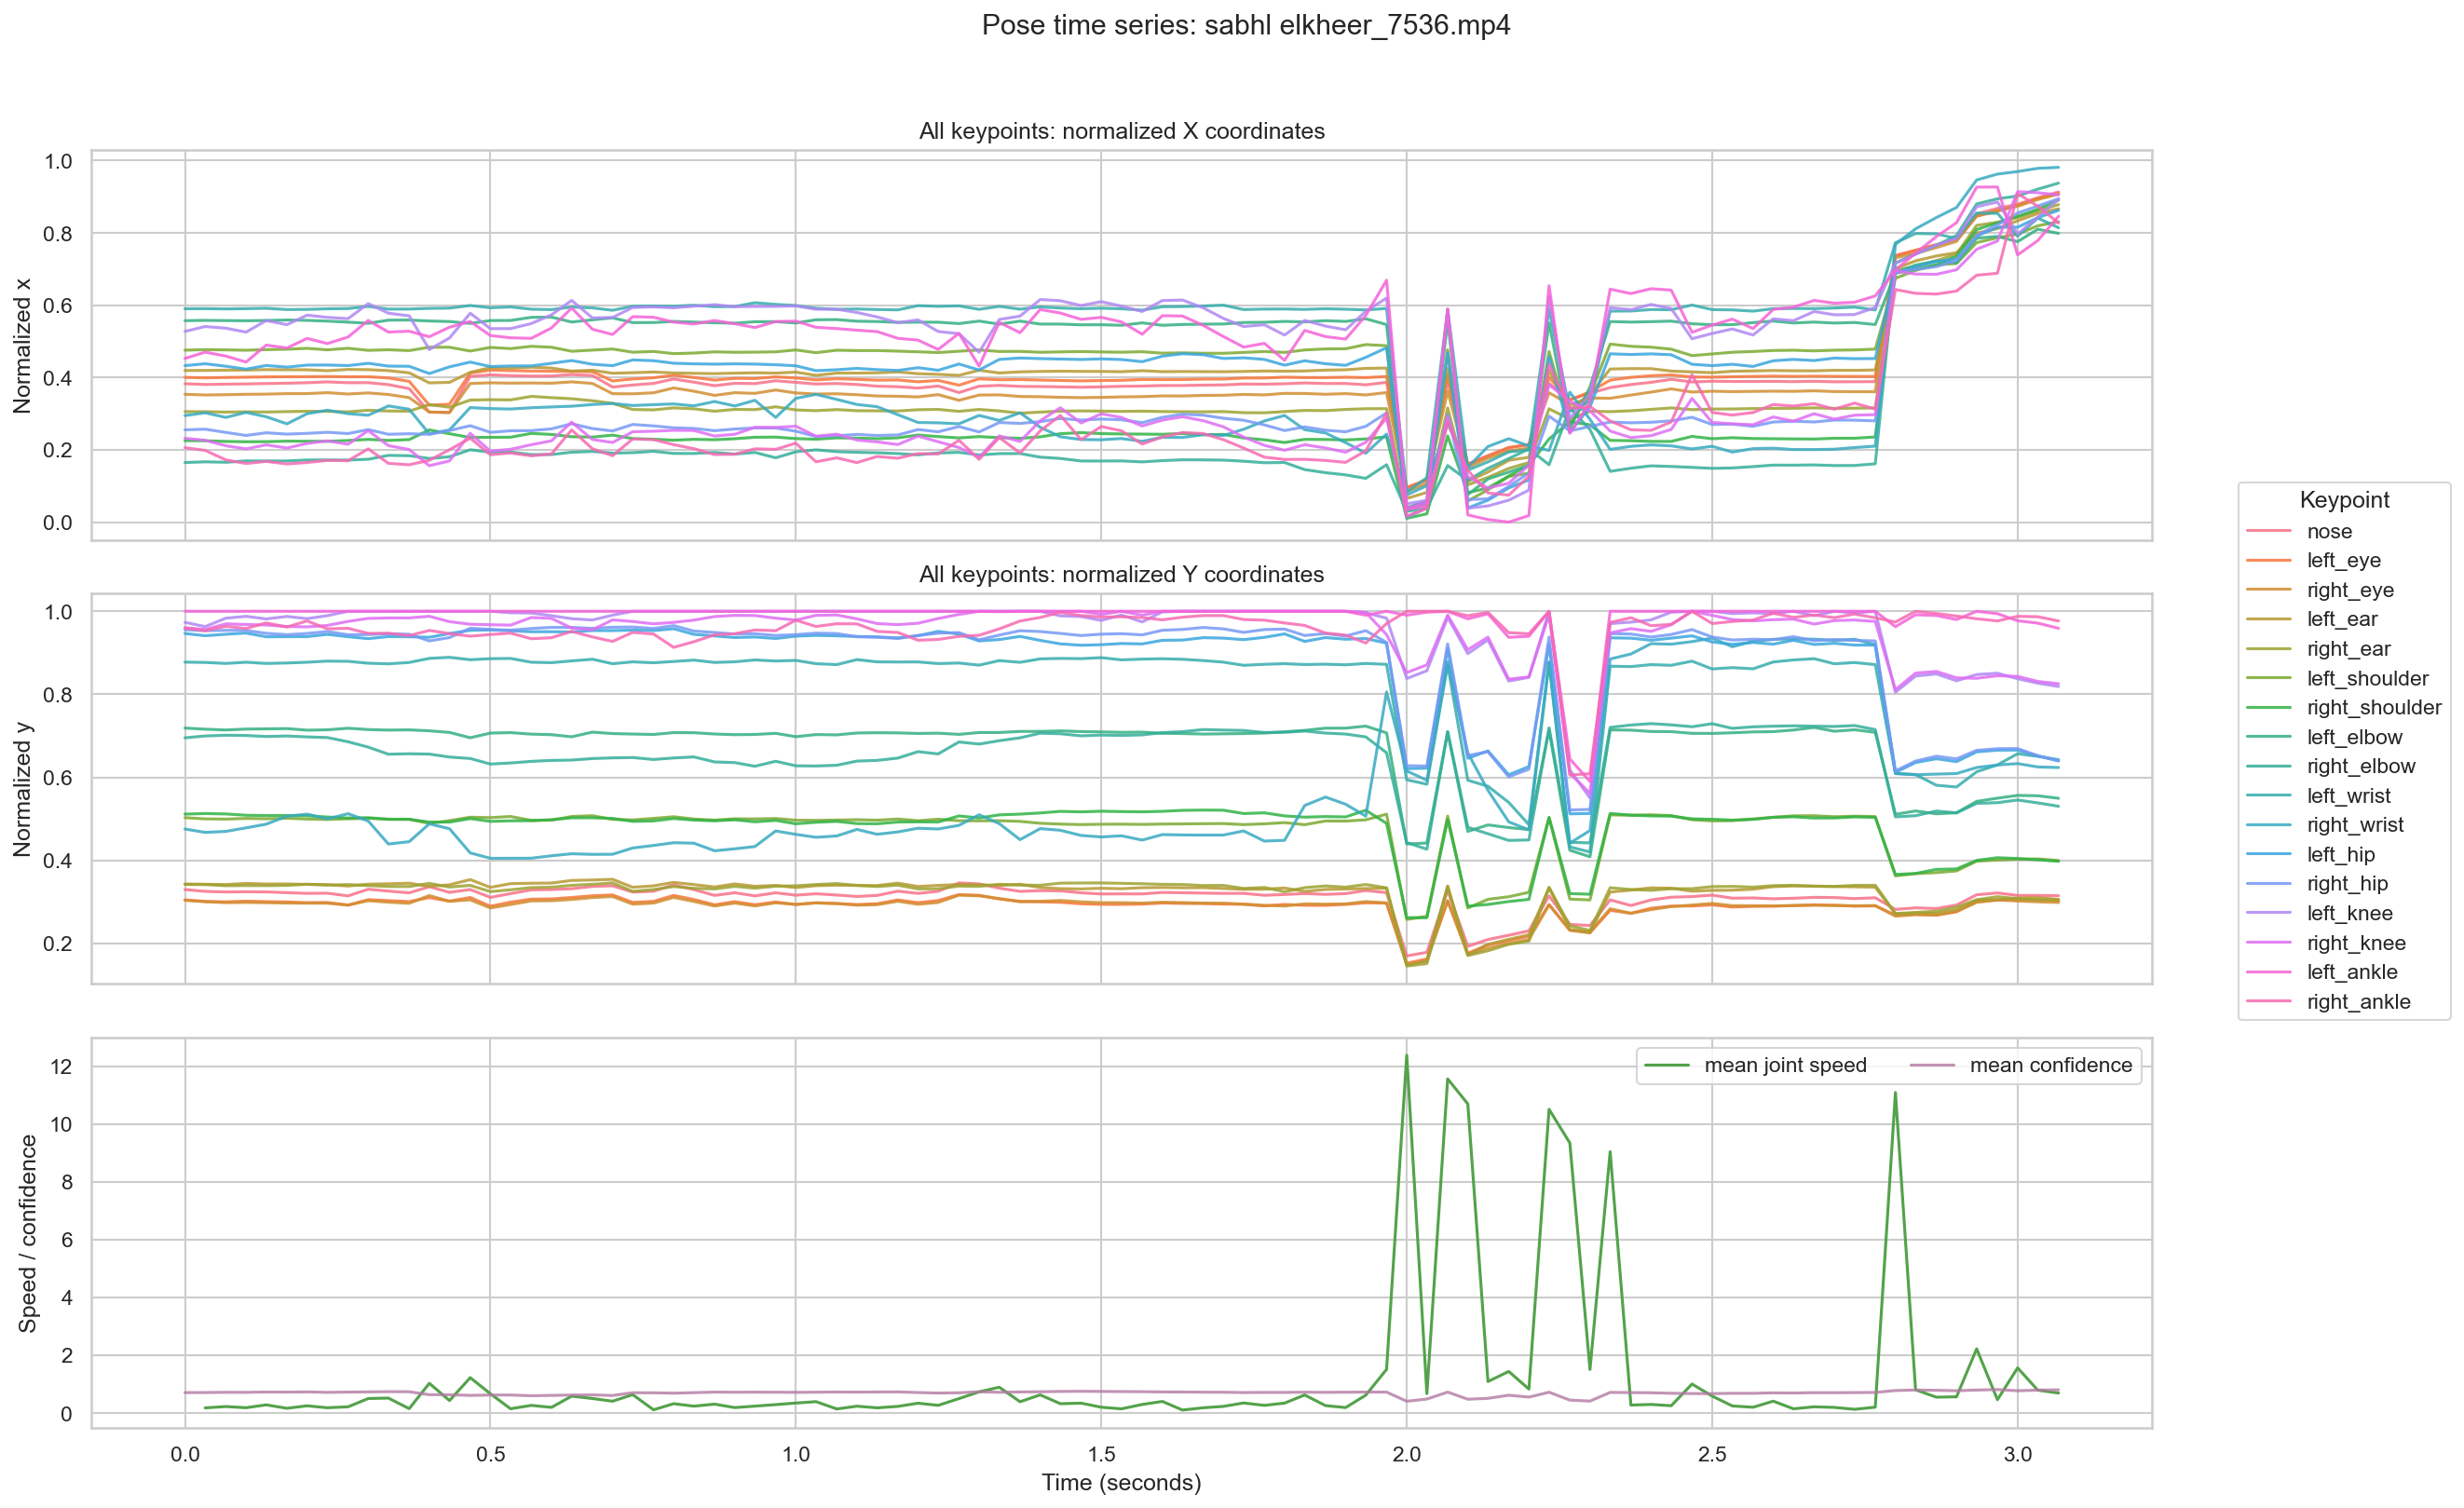 Pose time series: sabhl elkheer_7536.mp4
All keypoints: normalized X coordinates
Normalized x
1.0
0.8
0.6
0.4
0.2
0.0
All keypoints: normalized Y coordinates
Normalized y
1.0
0.8
0.6
0.4
0.2
Keypoint
nose
left_eye
right_eye
left_ear
right_ear
left_shoulder
right_shoulder
left_elbow
right_elbow
left_wrist
right_wrist
left_hip
right_hip
left_knee
right_knee
left_ankle
right_ankle
mean joint speed mean confidence
Speed / confidence
12
10
8
6
4
2
0
0.0 0.5 1.0 1.5 2.0 2.5 3.0
Time (seconds)